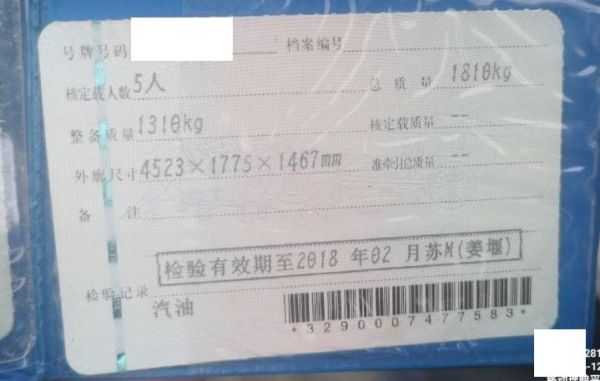 号牌号码 档案编号
核定载人数 5人 总质量 1810kg
整备质量 1310kg 核定载质量 --
外廓尺寸 4523×1775×1467mm 准牵引总质量 --
备注
检验有效期至2018年02月苏M(姜堰)
检验记录
汽油
*3290007477583*
281
-12